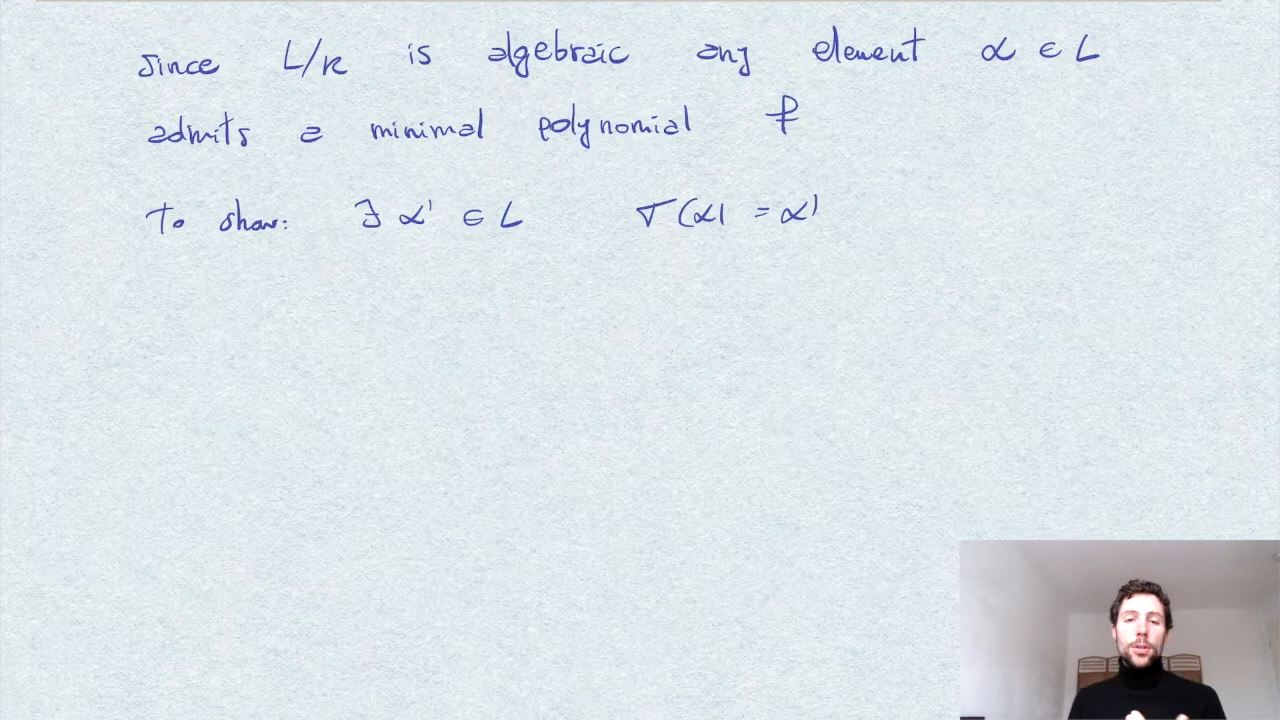 Since L/K is algebraic any element α ∈ L
admits a minimal polynomial f
To show: ∃ α' ∈ L σ(α) = α'